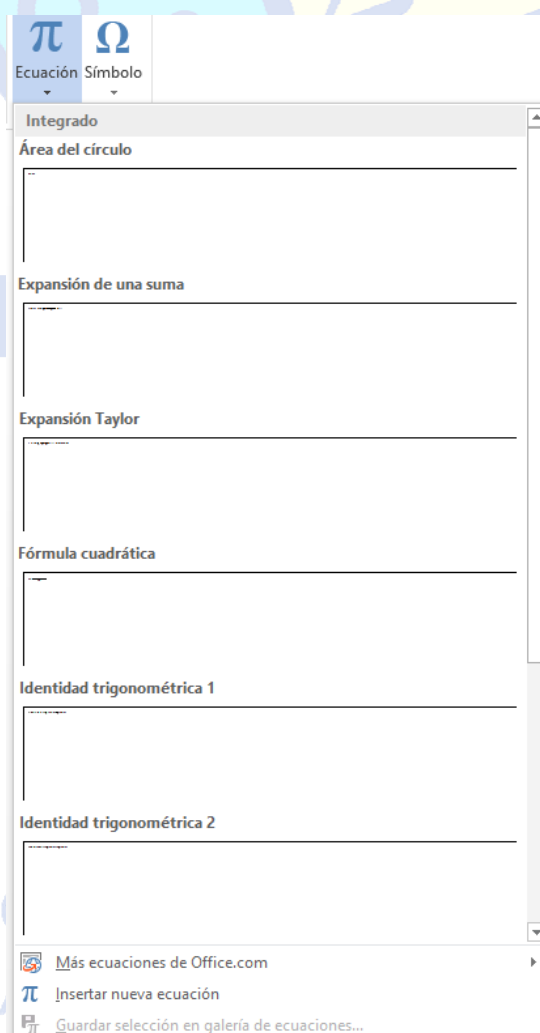 π Ω
Ecuación Símbolo
Integrado
Área del círculo
Expansión de una suma
Expansión Taylor
Fórmula cuadrática
Identidad trigonométrica 1
Identidad trigonométrica 2
Más ecuaciones de Office.com
π Insertar nueva ecuación
Guardar selección en galería de ecuaciones...